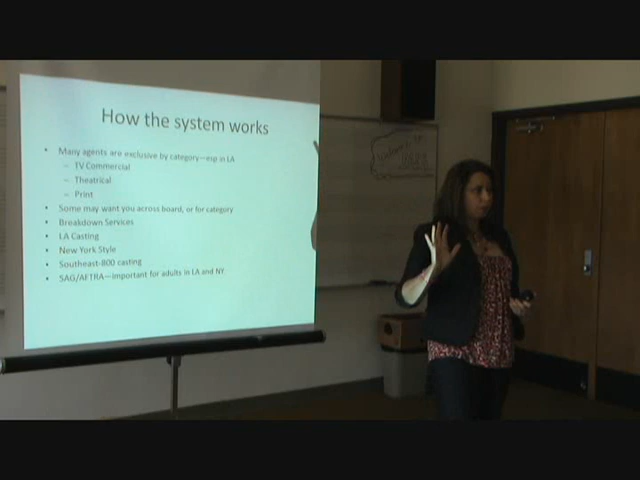 How the system works
• Many agents are exclusive by category—esp in LA
– TV Commercial
– Theatrical
– Print
• Some may want you across board, or for category
• Breakdown Services
• LA Casting
• New York Style
• Southeast-800 casting
• SAG/AFTRA—important for adults in LA and NY